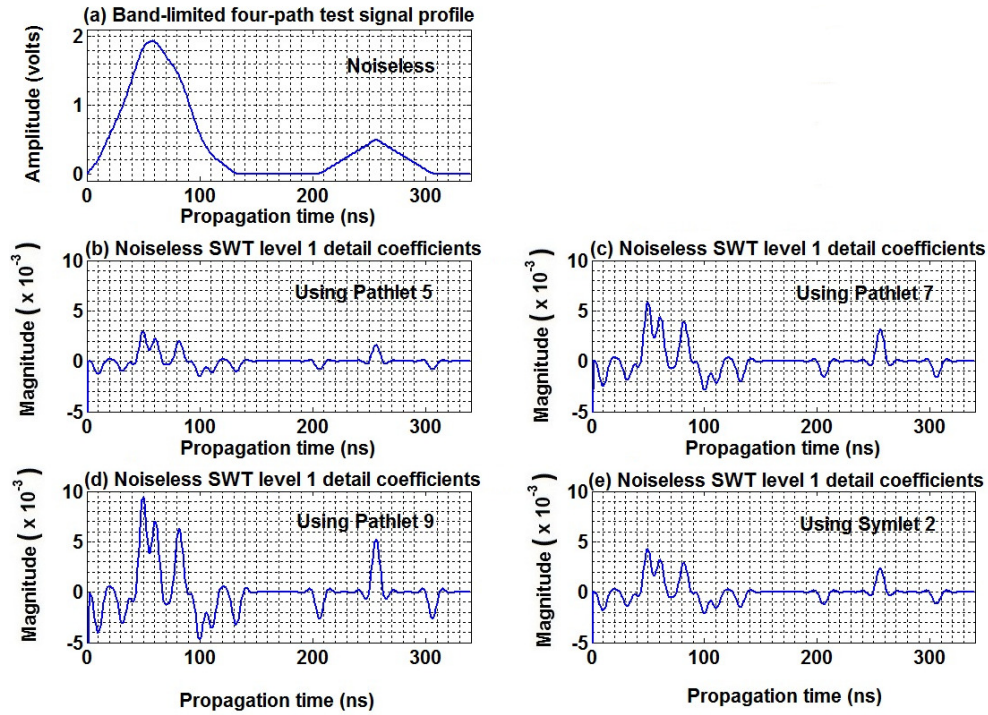 (a) Band-limited four-path test signal profile
Amplitude (volts)
2
1
0
Noiseless
0 100 200 300
Propagation time (ns)
(b) Noiseless SWT level 1 detail coefficients
Magnitude ( x 10⁻³ )
10
5
0
-5
Using Pathlet 5
0 100 200 300
Propagation time (ns)
(c) Noiseless SWT level 1 detail coefficients
Magnitude ( x 10⁻³ )
10
5
0
-5
Using Pathlet 7
0 100 200 300
Propagation time (ns)
(d) Noiseless SWT level 1 detail coefficients
Magnitude ( x 10⁻³ )
10
5
0
-5
Using Pathlet 9
0 100 200 300
Propagation time (ns)
(e) Noiseless SWT level 1 detail coefficients
Magnitude ( x 10⁻³ )
10
5
0
-5
Using Symlet 2
0 100 200 300
Propagation time (ns)